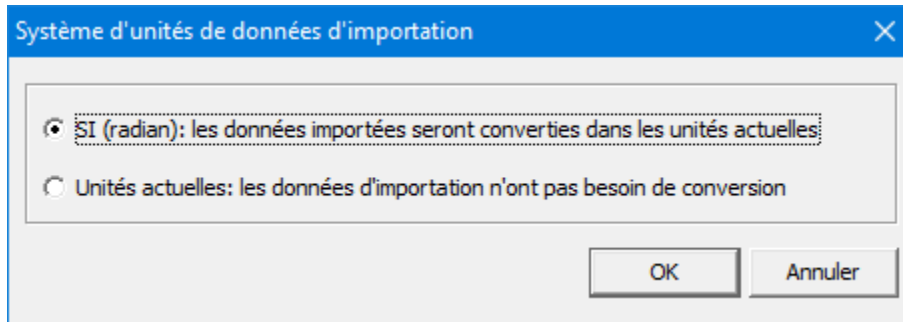 Système d'unités de données d'importation
SI (radian): les données importées seront converties dans les unités actuelles
Unités actuelles: les données d'importation n'ont pas besoin de conversion
OK
Annuler